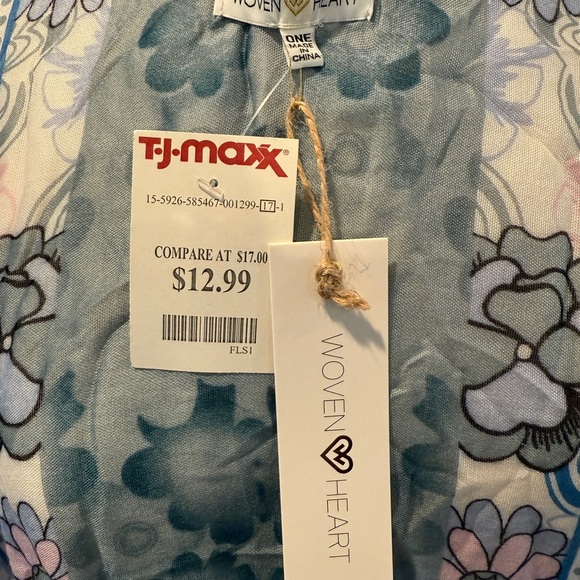 WOVEN HEART
ONE
MADE
IN
CHINA
T·J·maxx®
15-5926-585467-001299-17-1
COMPARE AT $17.00
$12.99
FLS1
WOVEN HEART